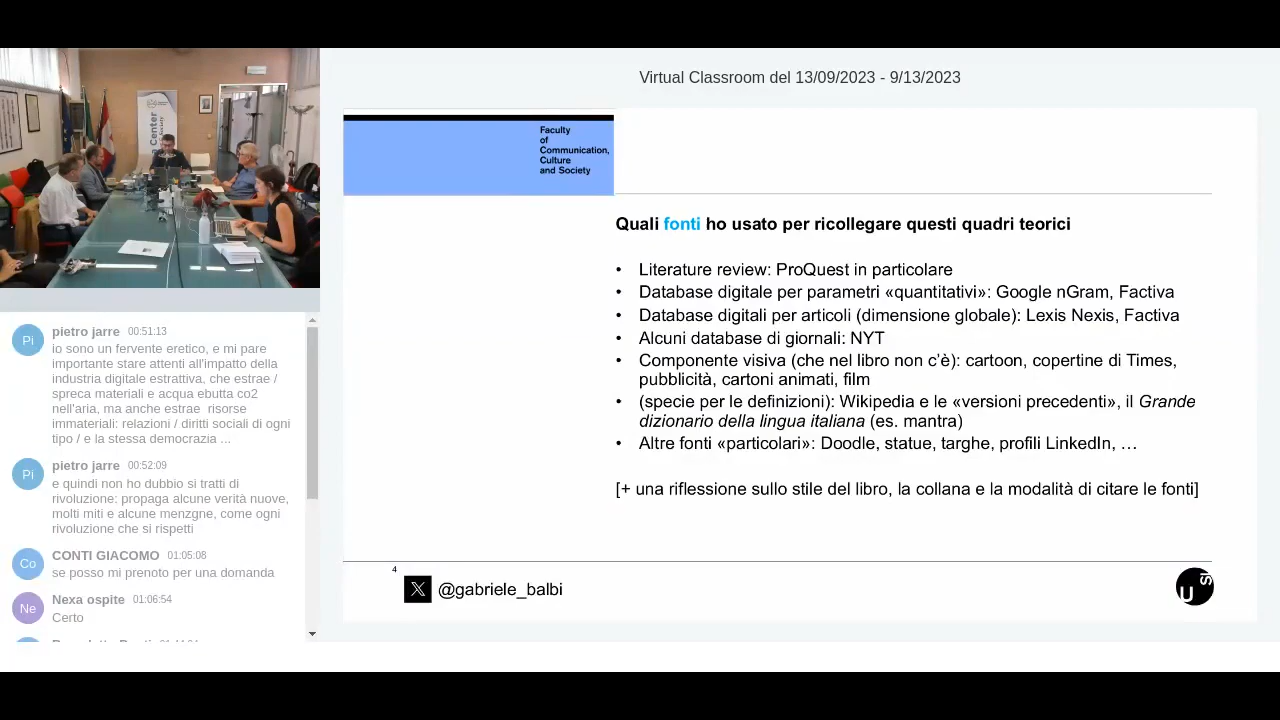 Virtual Classroom del 13/09/2023 - 9/13/2023
Center
Faculty
of
Communication,
Culture
and Society
Quali fonti ho usato per ricollegare questi quadri teorici
• Literature review: ProQuest in particolare
• Database digitale per parametri «quantitativi»: Google nGram, Factiva
• Database digitali per articoli (dimensione globale): Lexis Nexis, Factiva
• Alcuni database di giornali: NYT
• Componente visiva (che nel libro non c'è): cartoon, copertine di Times,
pubblicità, cartoni animati, film
• (specie per le definizioni): Wikipedia e le «versioni precedenti», il Grande
dizionario della lingua italiana (es. mantra)
• Altre fonti «particolari»: Doodle, statue, targhe, profili LinkedIn, …
[+ una riflessione sullo stile del libro, la collana e la modalità di citare le fonti]
4
@gabriele_balbi
U SI
Pi
pietro jarre 00:51:13
io sono un fervente eretico, e mi pare
importante stare attenti all'impatto della
industria digitale estrattiva, che estrae /
spreca materiali e acqua ebutta co2
nell'aria, ma anche estrae risorse
immateriali: relazioni / diritti sociali di ogni
tipo / e la stessa democrazia ...
Pi
pietro jarre 00:52:09
e quindi non ho dubbio si tratti di
rivoluzione: propaga alcune verità nuove,
molti miti e alcune menzgne, come ogni
rivoluzione che si rispetti
Co
CONTI GIACOMO 01:05:08
se posso mi prenoto per una domanda
Ne
Nexa ospite 01:06:54
Certo